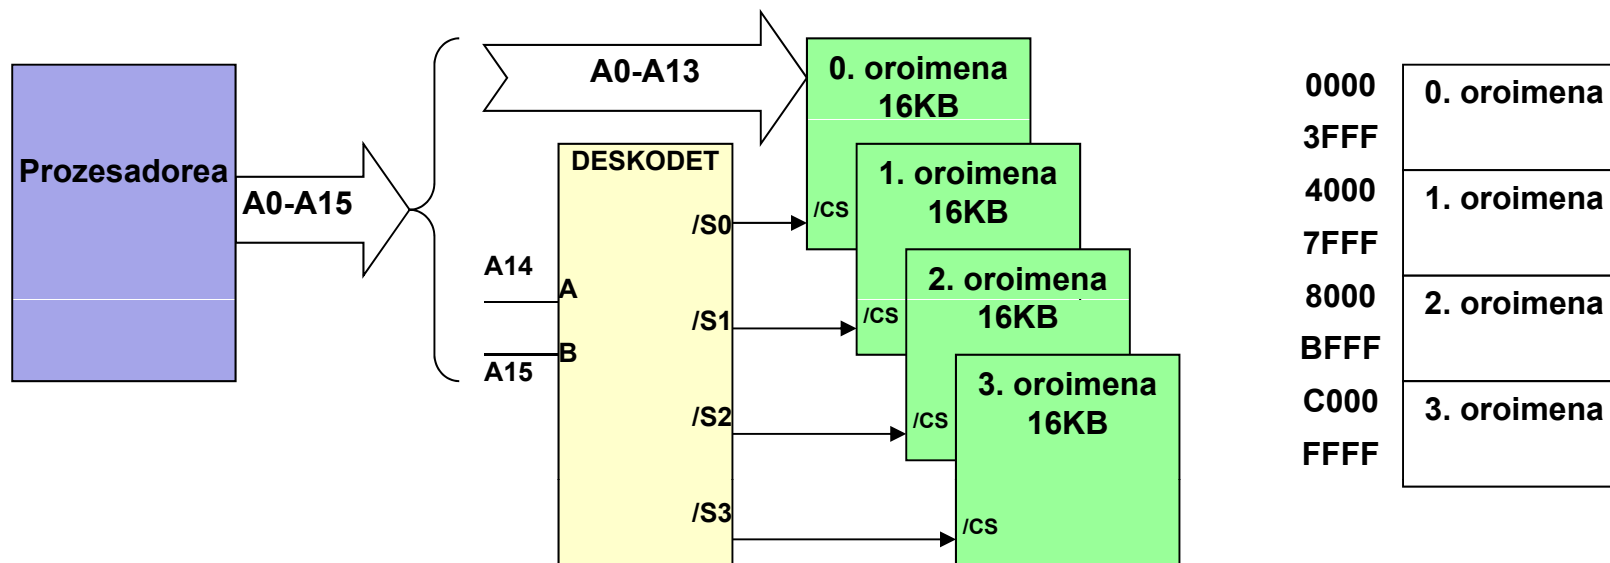 Prozesadorea
A0-A15
A0-A13
DESKODET
A14
A
B
A15
/S0
/S1
/S2
/S3
0. oroimena
16KB
/CS
1. oroimena
16KB
/CS
2. oroimena
16KB
/CS
3. oroimena
16KB
/CS
0000
3FFF
0. oroimena
4000
7FFF
1. oroimena
8000
BFFF
2. oroimena
C000
FFFF
3. oroimena